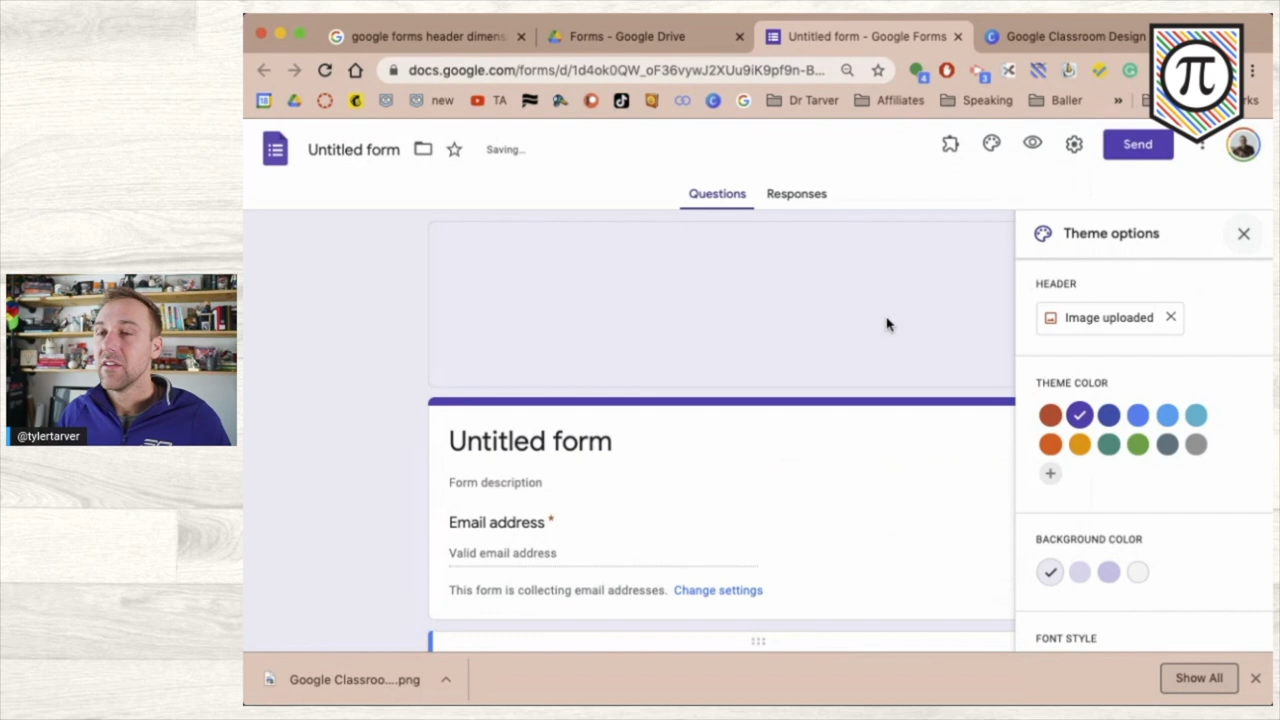 google forms header dimens
Forms - Google Drive
Untitled form - Google Forms
Google Classroom Design
docs.google.com/forms/d/1d4ok0QW_oF36vywJ2XUu9iK9pf9n-B...
new
TA
Dr Tarver
Affiliates
Speaking
Baller
»
Untitled form
Saving...
Send
Questions
Responses
Theme options
HEADER
Image uploaded
THEME COLOR
Untitled form
Form description
Email address *
Valid email address
This form is collecting email addresses. Change settings
BACKGROUND COLOR
FONT STYLE
@tylertarver
π
Google Classroo....png
Show All